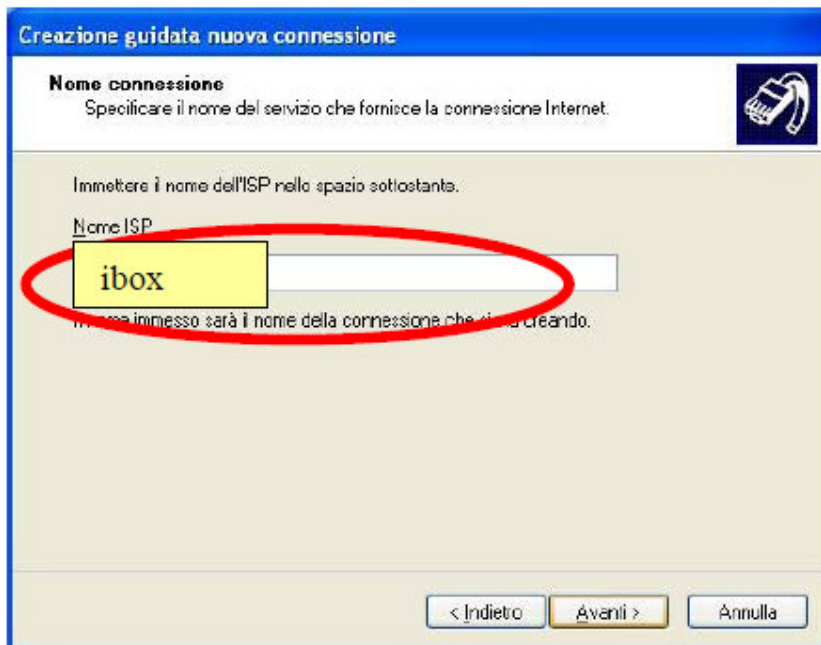 Creazione guidata nuova connessione
Nome connessione
Specificare il nome del servizio che fornisce la connessione Internet.
Immettere il nome dell'ISP nello spazio sottostante.
Nome ISP
ibox
immesso sarà il nome della connessione che creando.
< Indietro
Avanti >
Annulla